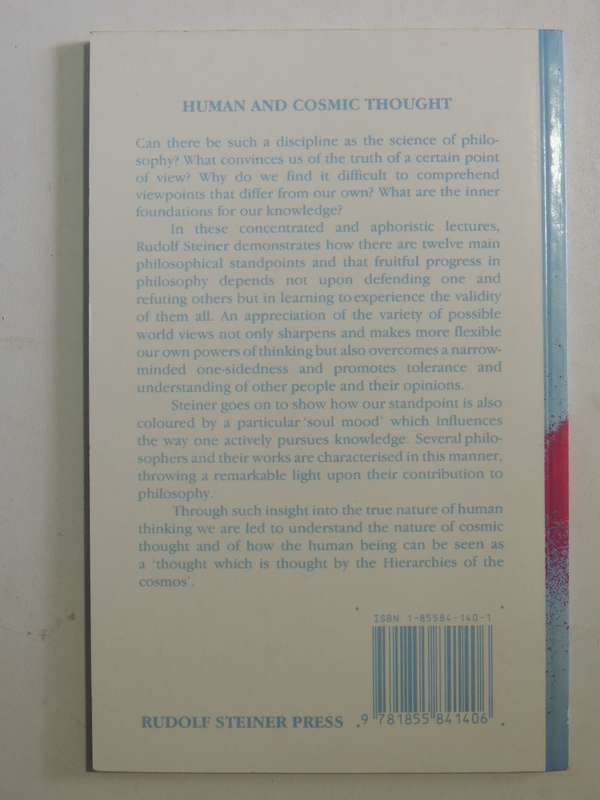 HUMAN AND COSMIC THOUGHT
Can there be such a discipline as the science of philo-
sophy? What convinces us of the truth of a certain point
of view? Why do we find it difficult to comprehend
viewpoints that differ from our own? What are the inner
foundations for our knowledge?
In these concentrated and aphoristic lectures,
Rudolf Steiner demonstrates how there are twelve main
philosophical standpoints and that fruitful progress in
philosophy depends not upon defending one and
refuting others but in learning to experience the validity
of them all. An appreciation of the variety of possible
world views not only sharpens and makes more flexible
our own powers of thinking but also overcomes a narrow-
minded one-sidedness and promotes tolerance and
understanding of other people and their opinions.
Steiner goes on to show how our standpoint is also
coloured by a particular 'soul mood' which influences
the way one actively pursues knowledge. Several philo-
sophers and their works are characterised in this manner,
throwing a remarkable light upon their contribution to
philosophy.
Through such insight into the true nature of human
thinking we are led to understand the nature of cosmic
thought and of how the human being can be seen as
a 'thought which is thought by the Hierarchies of the
cosmos'.
ISBN 1-85584-140-1
9 781855 841406
RUDOLF STEINER PRESS